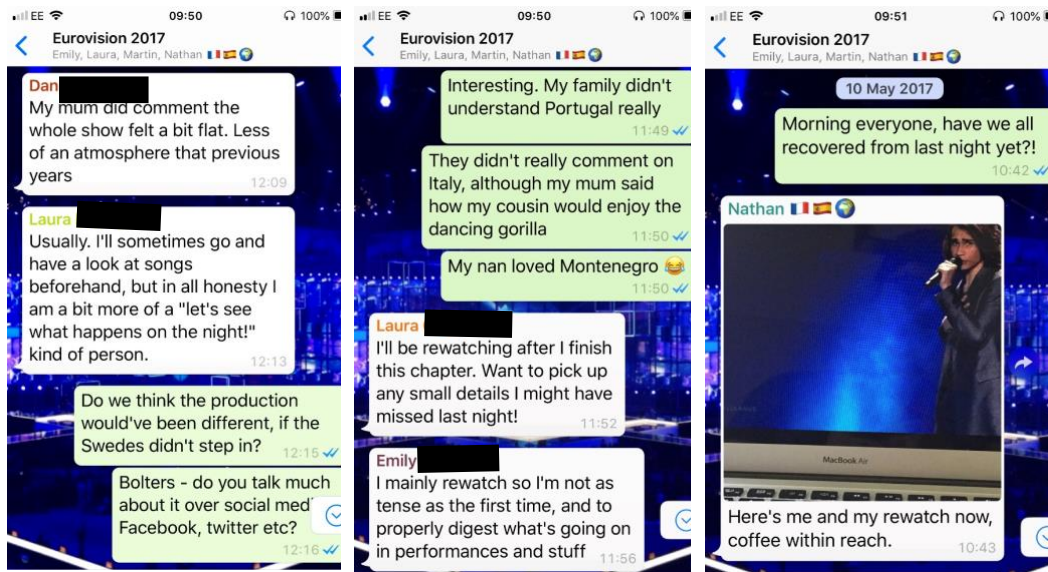 EE 09:50 100%
Eurovision 2017
Emily, Laura, Martin, Nathan 🇫🇷🇪🇸🌍
Dan
My mum did comment the
whole show felt a bit flat. Less
of an atmosphere that previous
years
12:09
Laura
Usually. I'll sometimes go and
have a look at songs
beforehand, but in all honesty I
am a bit more of a "let's see
what happens on the night!"
kind of person.
12:13
Do we think the production
would've been different, if the
Swedes didn't step in?
12:15
Bolters - do you talk much
about it over social med
Facebook, twitter etc?
12:16
EE 09:50 100%
Eurovision 2017
Emily, Laura, Martin, Nathan 🇫🇷🇪🇸🌍
Interesting. My family didn't
understand Portugal really
11:49
They didn't really comment on
Italy, although my mum said
how my cousin would enjoy the
dancing gorilla
11:50
My nan loved Montenegro 😂
11:50
Laura
I'll be rewatching after I finish
this chapter. Want to pick up
any small details I might have
missed last night!
11:52
Emily
I mainly rewatch so I'm not as
tense as the first time, and to
properly digest what's going on
in performances and stuff
11:56
EE 09:51 100%
Eurovision 2017
Emily, Laura, Martin, Nathan 🇫🇷🇪🇸🌍
10 May 2017
Morning everyone, have we all
recovered from last night yet?!
10:42
Nathan 🇫🇷🇪🇸🌍
MacBook Air
Here's me and my rewatch now,
coffee within reach.
10:43